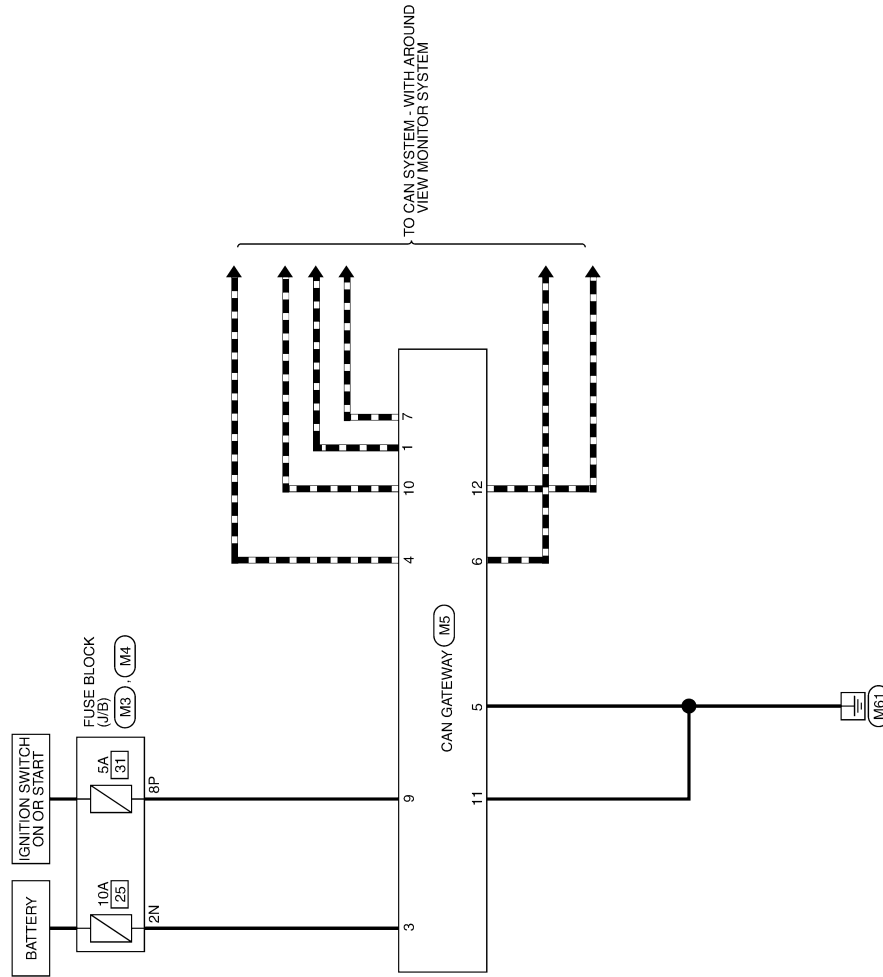 BATTERY
IGNITION SWITCH
ON OR START
FUSE BLOCK
(J/B)
M3 , M4
10A
25
5A
31
2N
8P
TO CAN SYSTEM - WITH AROUND
VIEW MONITOR SYSTEM
3
9
4
10
1
7
CAN GATEWAY M5
11
5
6
12
M61